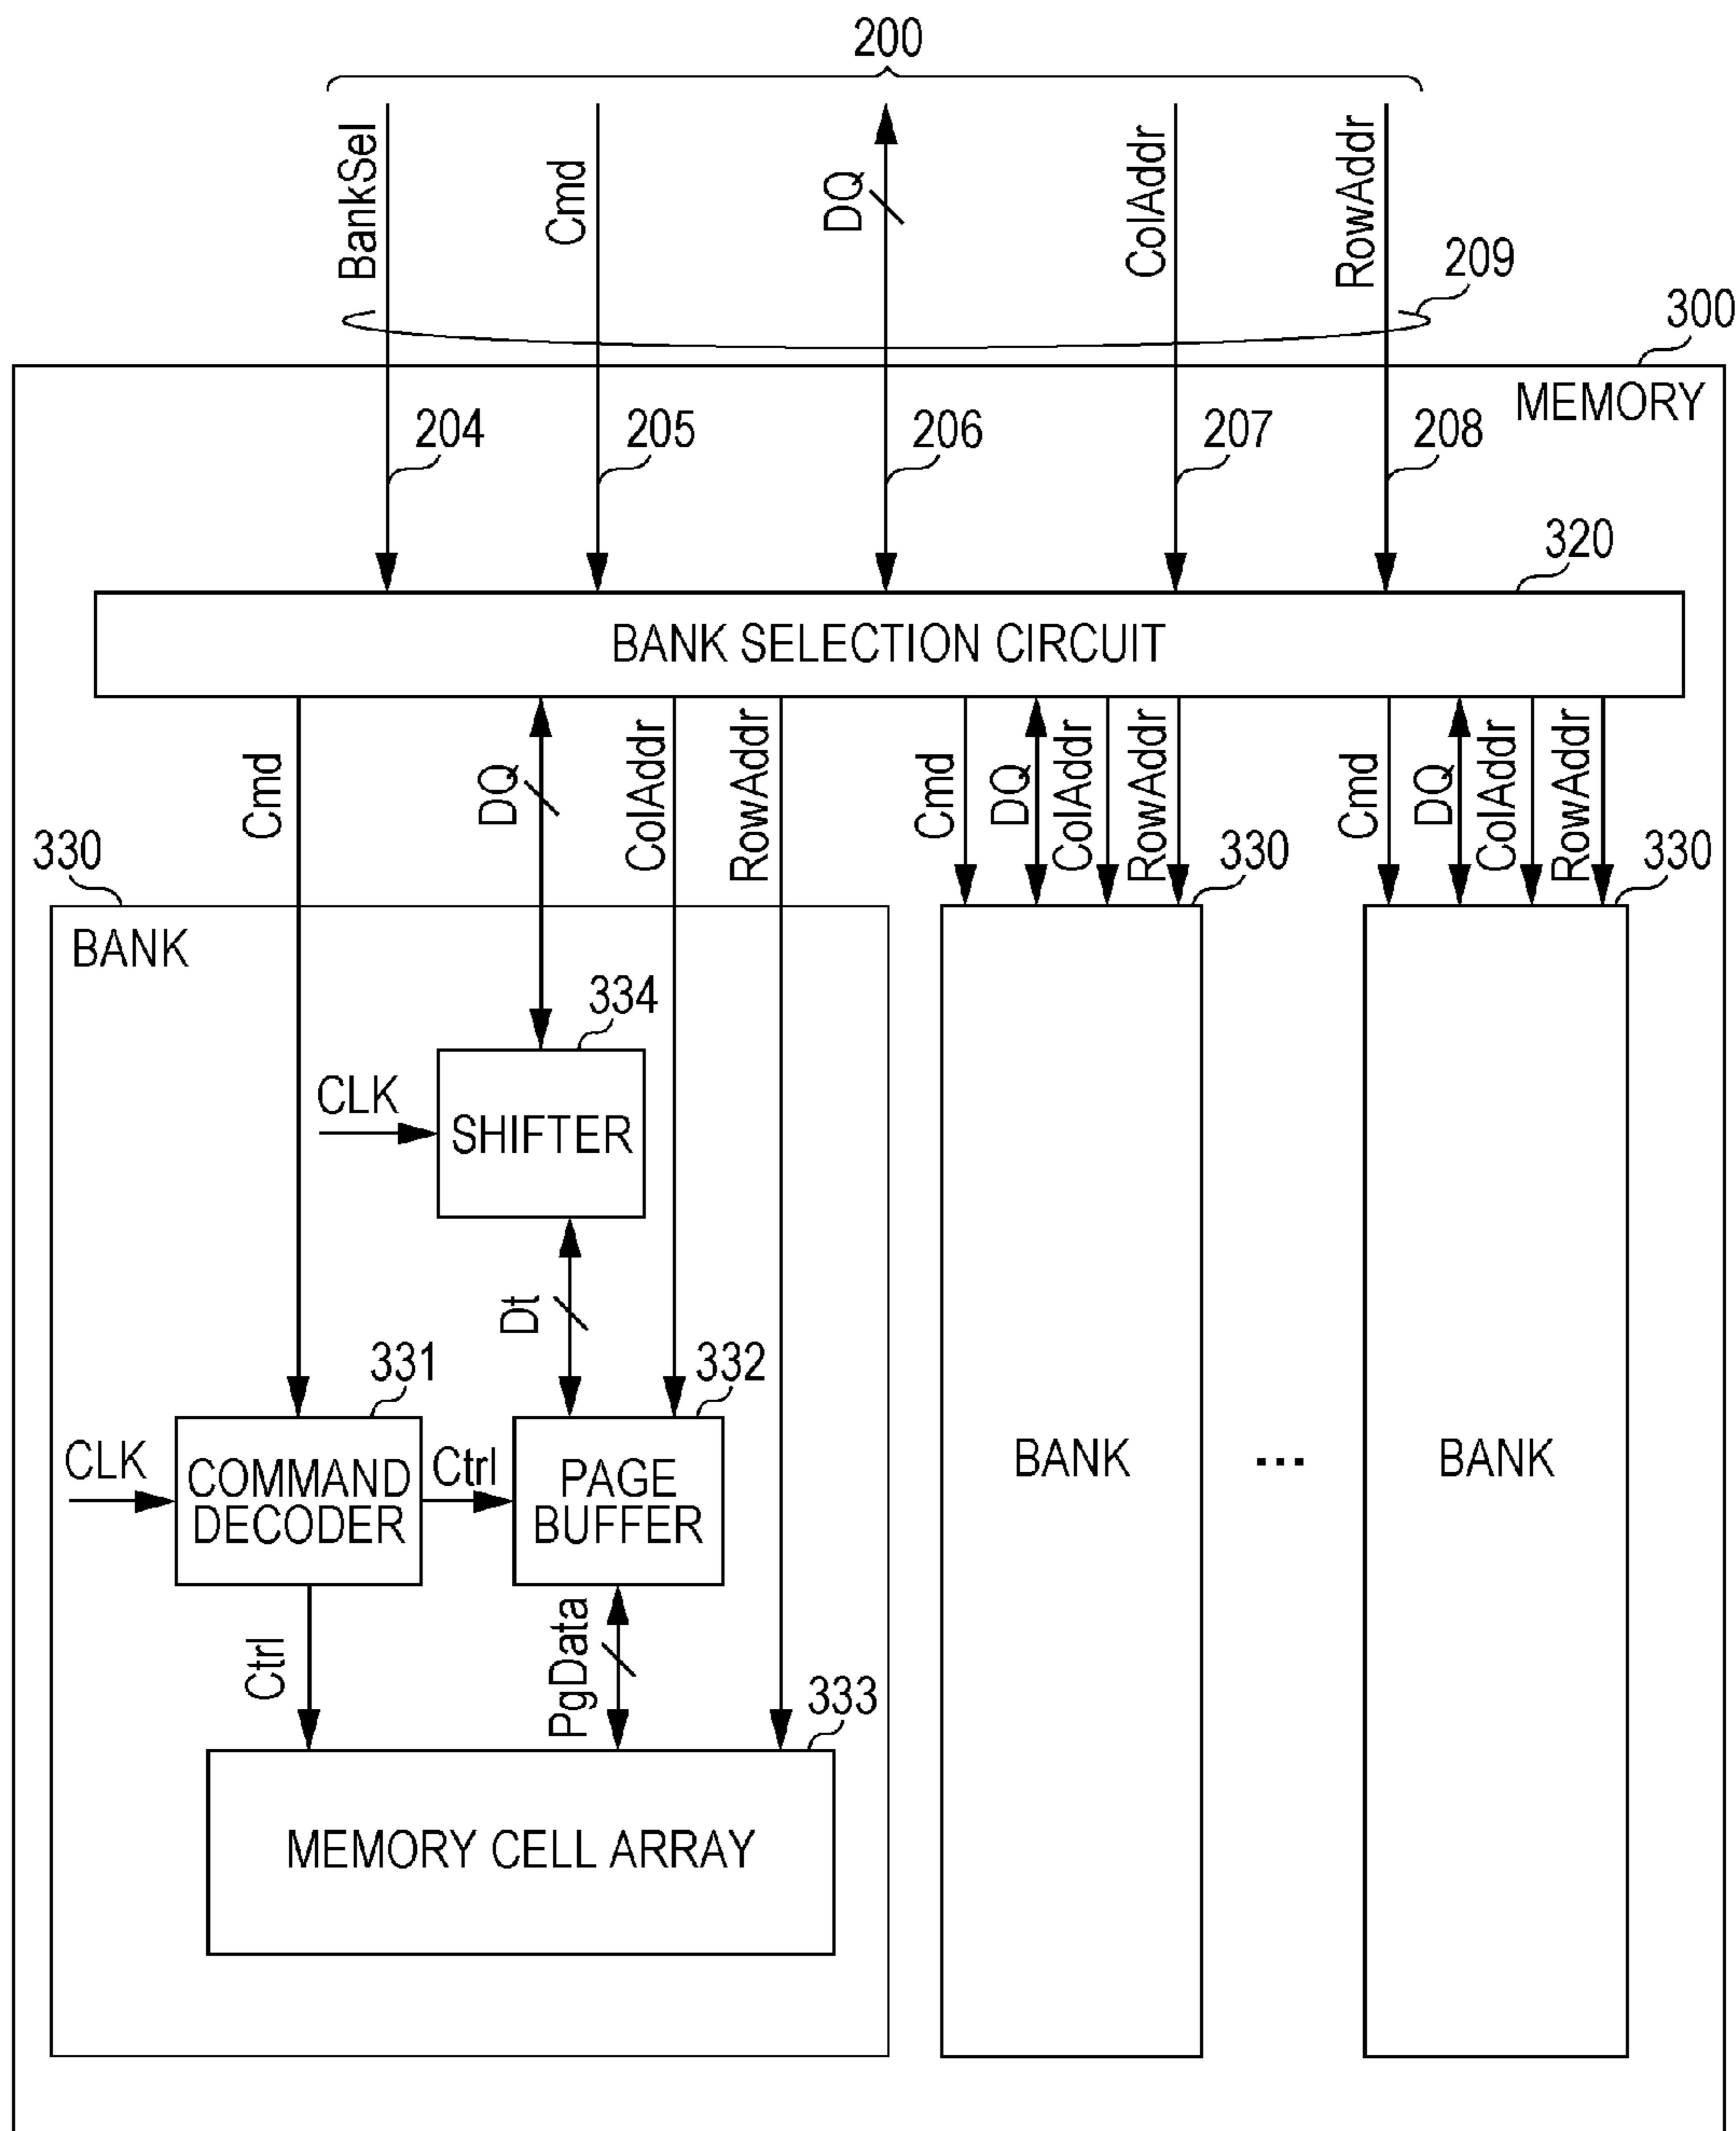 200
BankSel
Cmd
DQ
ColAddr
RowAddr
209
300
MEMORY
204
205
206
207
208
320
BANK SELECTION CIRCUIT
Cmd
DQ
ColAddr
RowAddr
Cmd
DQ
ColAddr
RowAddr
Cmd
DQ
ColAddr
RowAddr
330
330
330
BANK
334
CLK
SHIFTER
Dt
331
332
CLK
COMMAND
DECODER
Ctrl
PAGE
BUFFER
BANK
...
BANK
Ctrl
PgData
333
MEMORY CELL ARRAY